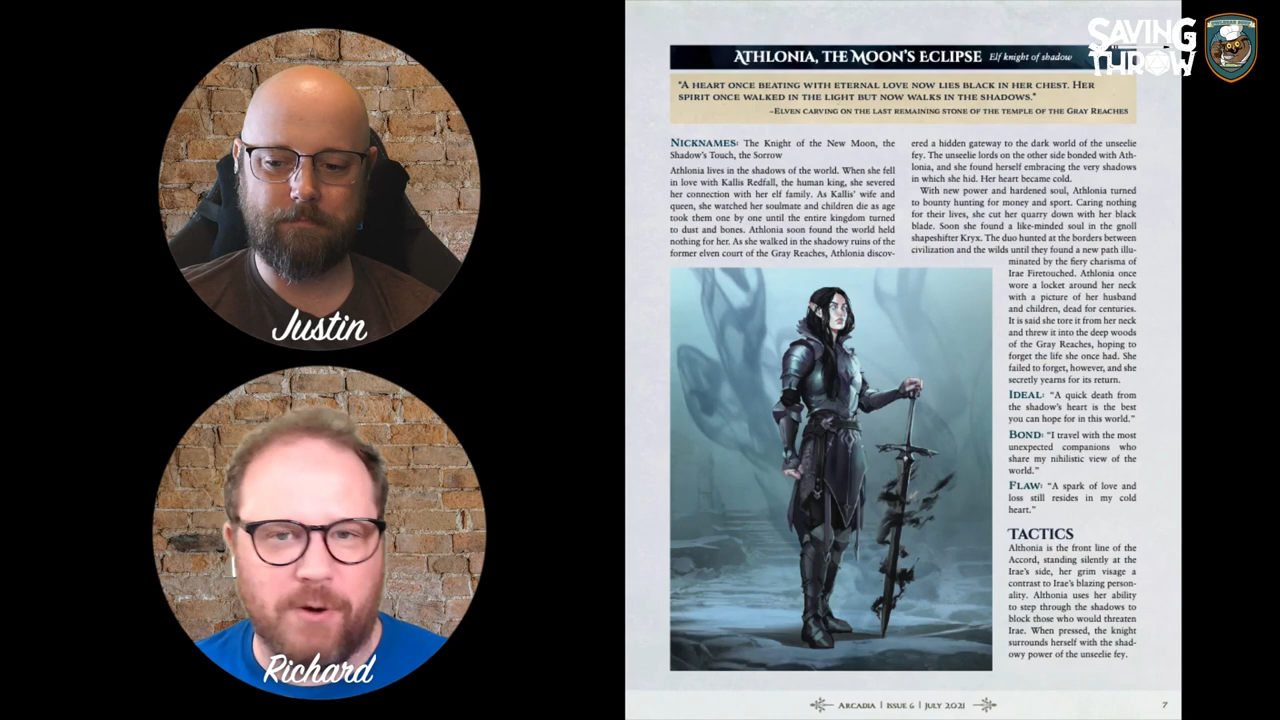 SAVING
THROW
Justin
Richard
Athlonia, the Moon's Eclipse Elf knight of shadow
"A heart once beating with eternal love now lies black in her chest. Her
spirit once walked in the light but now walks in the shadows."
~Elven carving on the last remaining stone of the temple of the Gray Reaches
Nicknames: The Knight of the New Moon, the
Shadow's Touch, the Sorrow
Athlonia lives in the shadows of the world. When she fell
in love with Kallis Redfall, the human king, she severed
her connection with her elf family. As Kallis' wife and
queen, she watched her soulmate and children die as age
took them one by one until the entire kingdom turned
to dust and bones. Athlonia soon found the world held
nothing for her. As she walked in the shadowy ruins of the
former elven court of the Gray Reaches, Athlonia discov-
ered a hidden gateway to the dark world of the unseelie
fey. The unseelie lords on the other side bonded with Ath-
lonia, and she found herself embracing the very shadows
in which she hid. Her heart became cold.
With new power and hardened soul, Athlonia turned
to bounty hunting for money and sport. Caring nothing
for their lives, she cut her quarry down with her black
blade. Soon she found a like-minded soul in the gnoll
shapeshifter Kryx. The duo hunted at the borders between
civilization and the wilds until they found a new path illu-
minated by the fiery charisma of
Irae Firetouched. Athlonia once
wore a locket around her neck
with a picture of her husband
and children, dead for centuries.
It is said she tore it from her neck
and threw it into the deep woods
of the Gray Reaches, hoping to
forget the life she once had. She
failed to forget, however, and she
secretly yearns for its return.
Ideal: "A quick death from
the shadow's heart is the best
you can hope for in this world."
Bond: "I travel with the most
unexpected companions who
share my nihilistic view of the
world."
Flaw: "A spark of love and
loss still resides in my cold
heart."
Tactics
Althonia is the front line of the
Accord, standing silently at the
Irae's side, her grim visage a
contrast to Irae's blazing person-
ality. Althonia uses her ability
to step through the shadows to
block those who would threaten
Irae. When pressed, the knight
surrounds herself with the shad-
owy power of the unseelie fey.
Arcadia | Issue 6 | July 2021
7